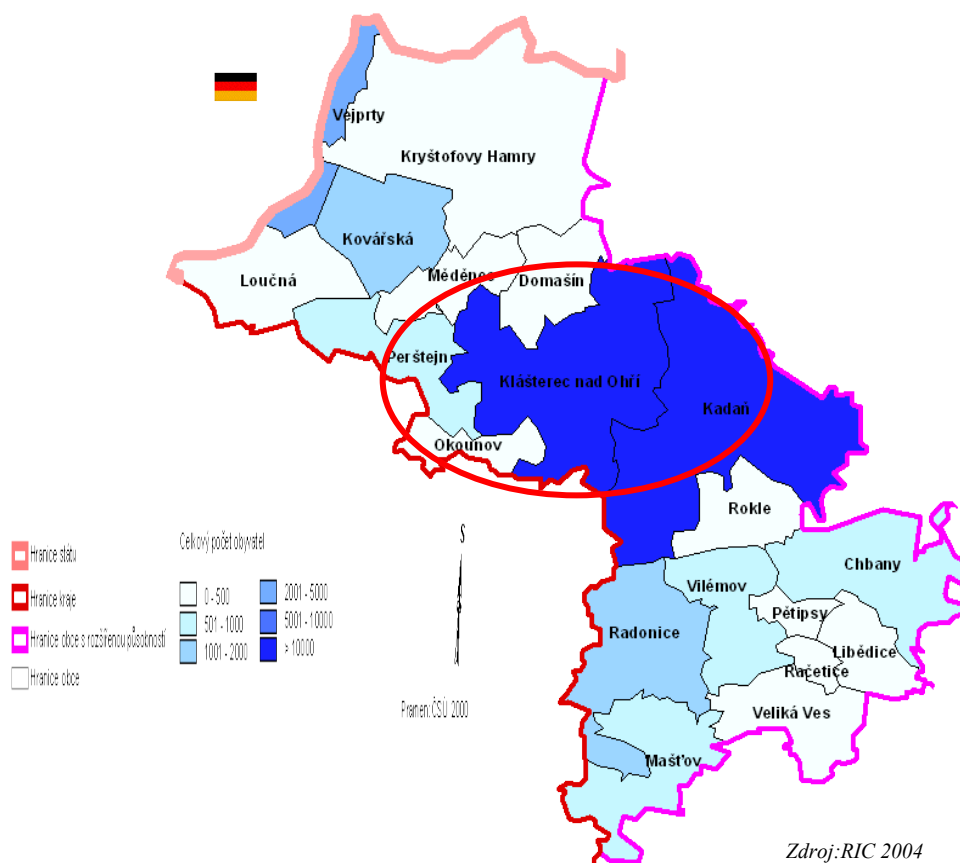 Vejprty
Kryštofovy Hamry
Kovářská
Loučná
Měděnec
Domašín
Perštejn
Klášterec nad Ohří
Kadaň
Okounov
Rokle
Chbany
Vilémov
Pětipsy
Radonice
Libědice
Račetice
Veliká Ves
Mašťov
Hranice státu
Hranice kraje
Hranice obce s rozšířenou působností
Hranice obce
Celkový počet obyvatel
0 - 500
501 - 1000
1001 - 2000
2001 - 5000
5001 - 10000
> 10000
S
Pramen: ČSÚ 2000
Zdroj:RIC 2004